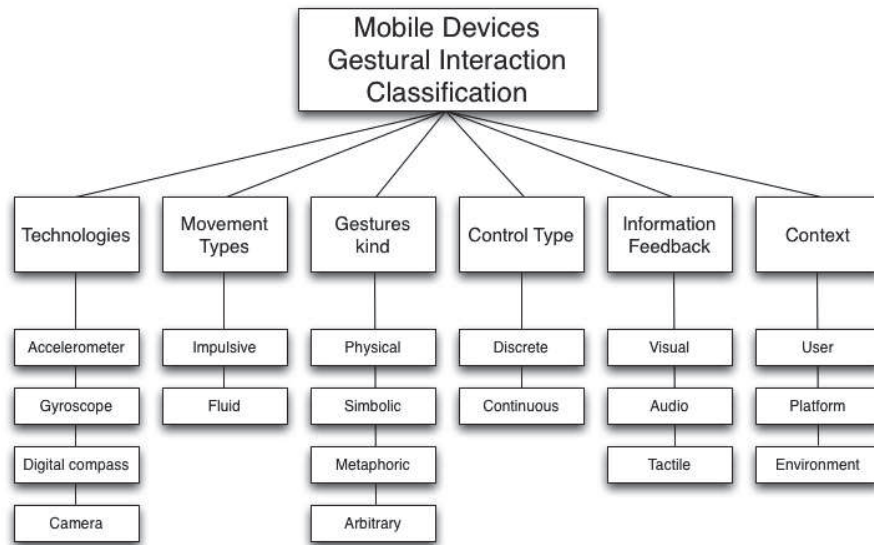 Mobile Devices
Gestural Interaction
Classification
Technologies
Movement
Types
Gestures
kind
Control Type
Information
Feedback
Context
Accelerometer
Impulsive
Physical
Discrete
Visual
User
Gyroscope
Fluid
Simbolic
Continuous
Audio
Platform
Digital compass
Metaphoric
Tactile
Environment
Camera
Arbitrary